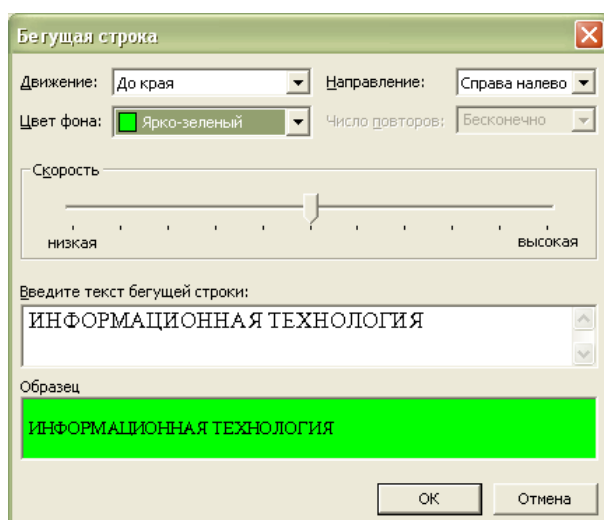 Бегущая строка
Движение: До края Направление: Справа налево
Цвет фона: Ярко-зеленый Число повторов: Бесконечно
Скорость
низкая высокая
Введите текст бегущей строки:
ИНФОРМАЦИОННАЯ ТЕХНОЛОГИЯ
Образец
ИНФОРМАЦИОННАЯ ТЕХНОЛОГИЯ
ОК Отмена